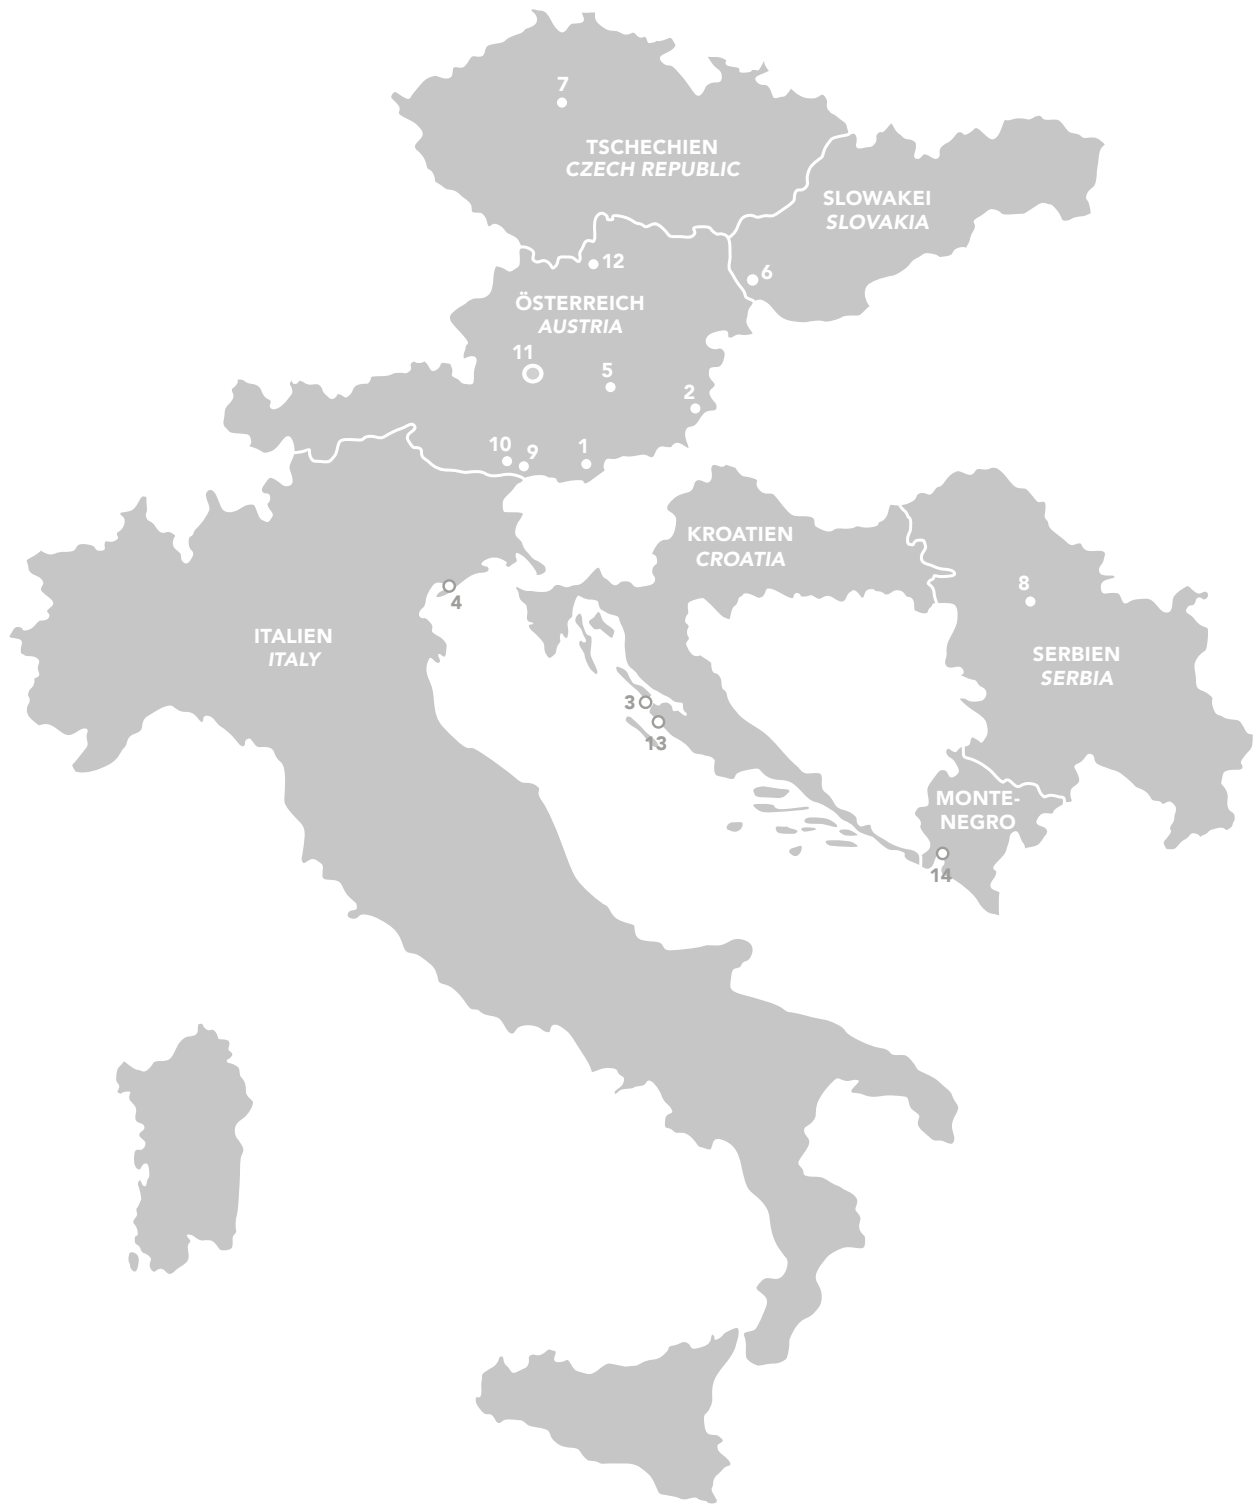 7
TSCHECHIEN
CZECH REPUBLIC
SLOWAKEI
SLOVAKIA
12
6
ÖSTERREICH
AUSTRIA
11
5
2
10
9
1
KROATIEN
CROATIA
8
4
ITALIEN
ITALY
SERBIEN
SERBIA
3
13
MONTE-
NEGRO
14